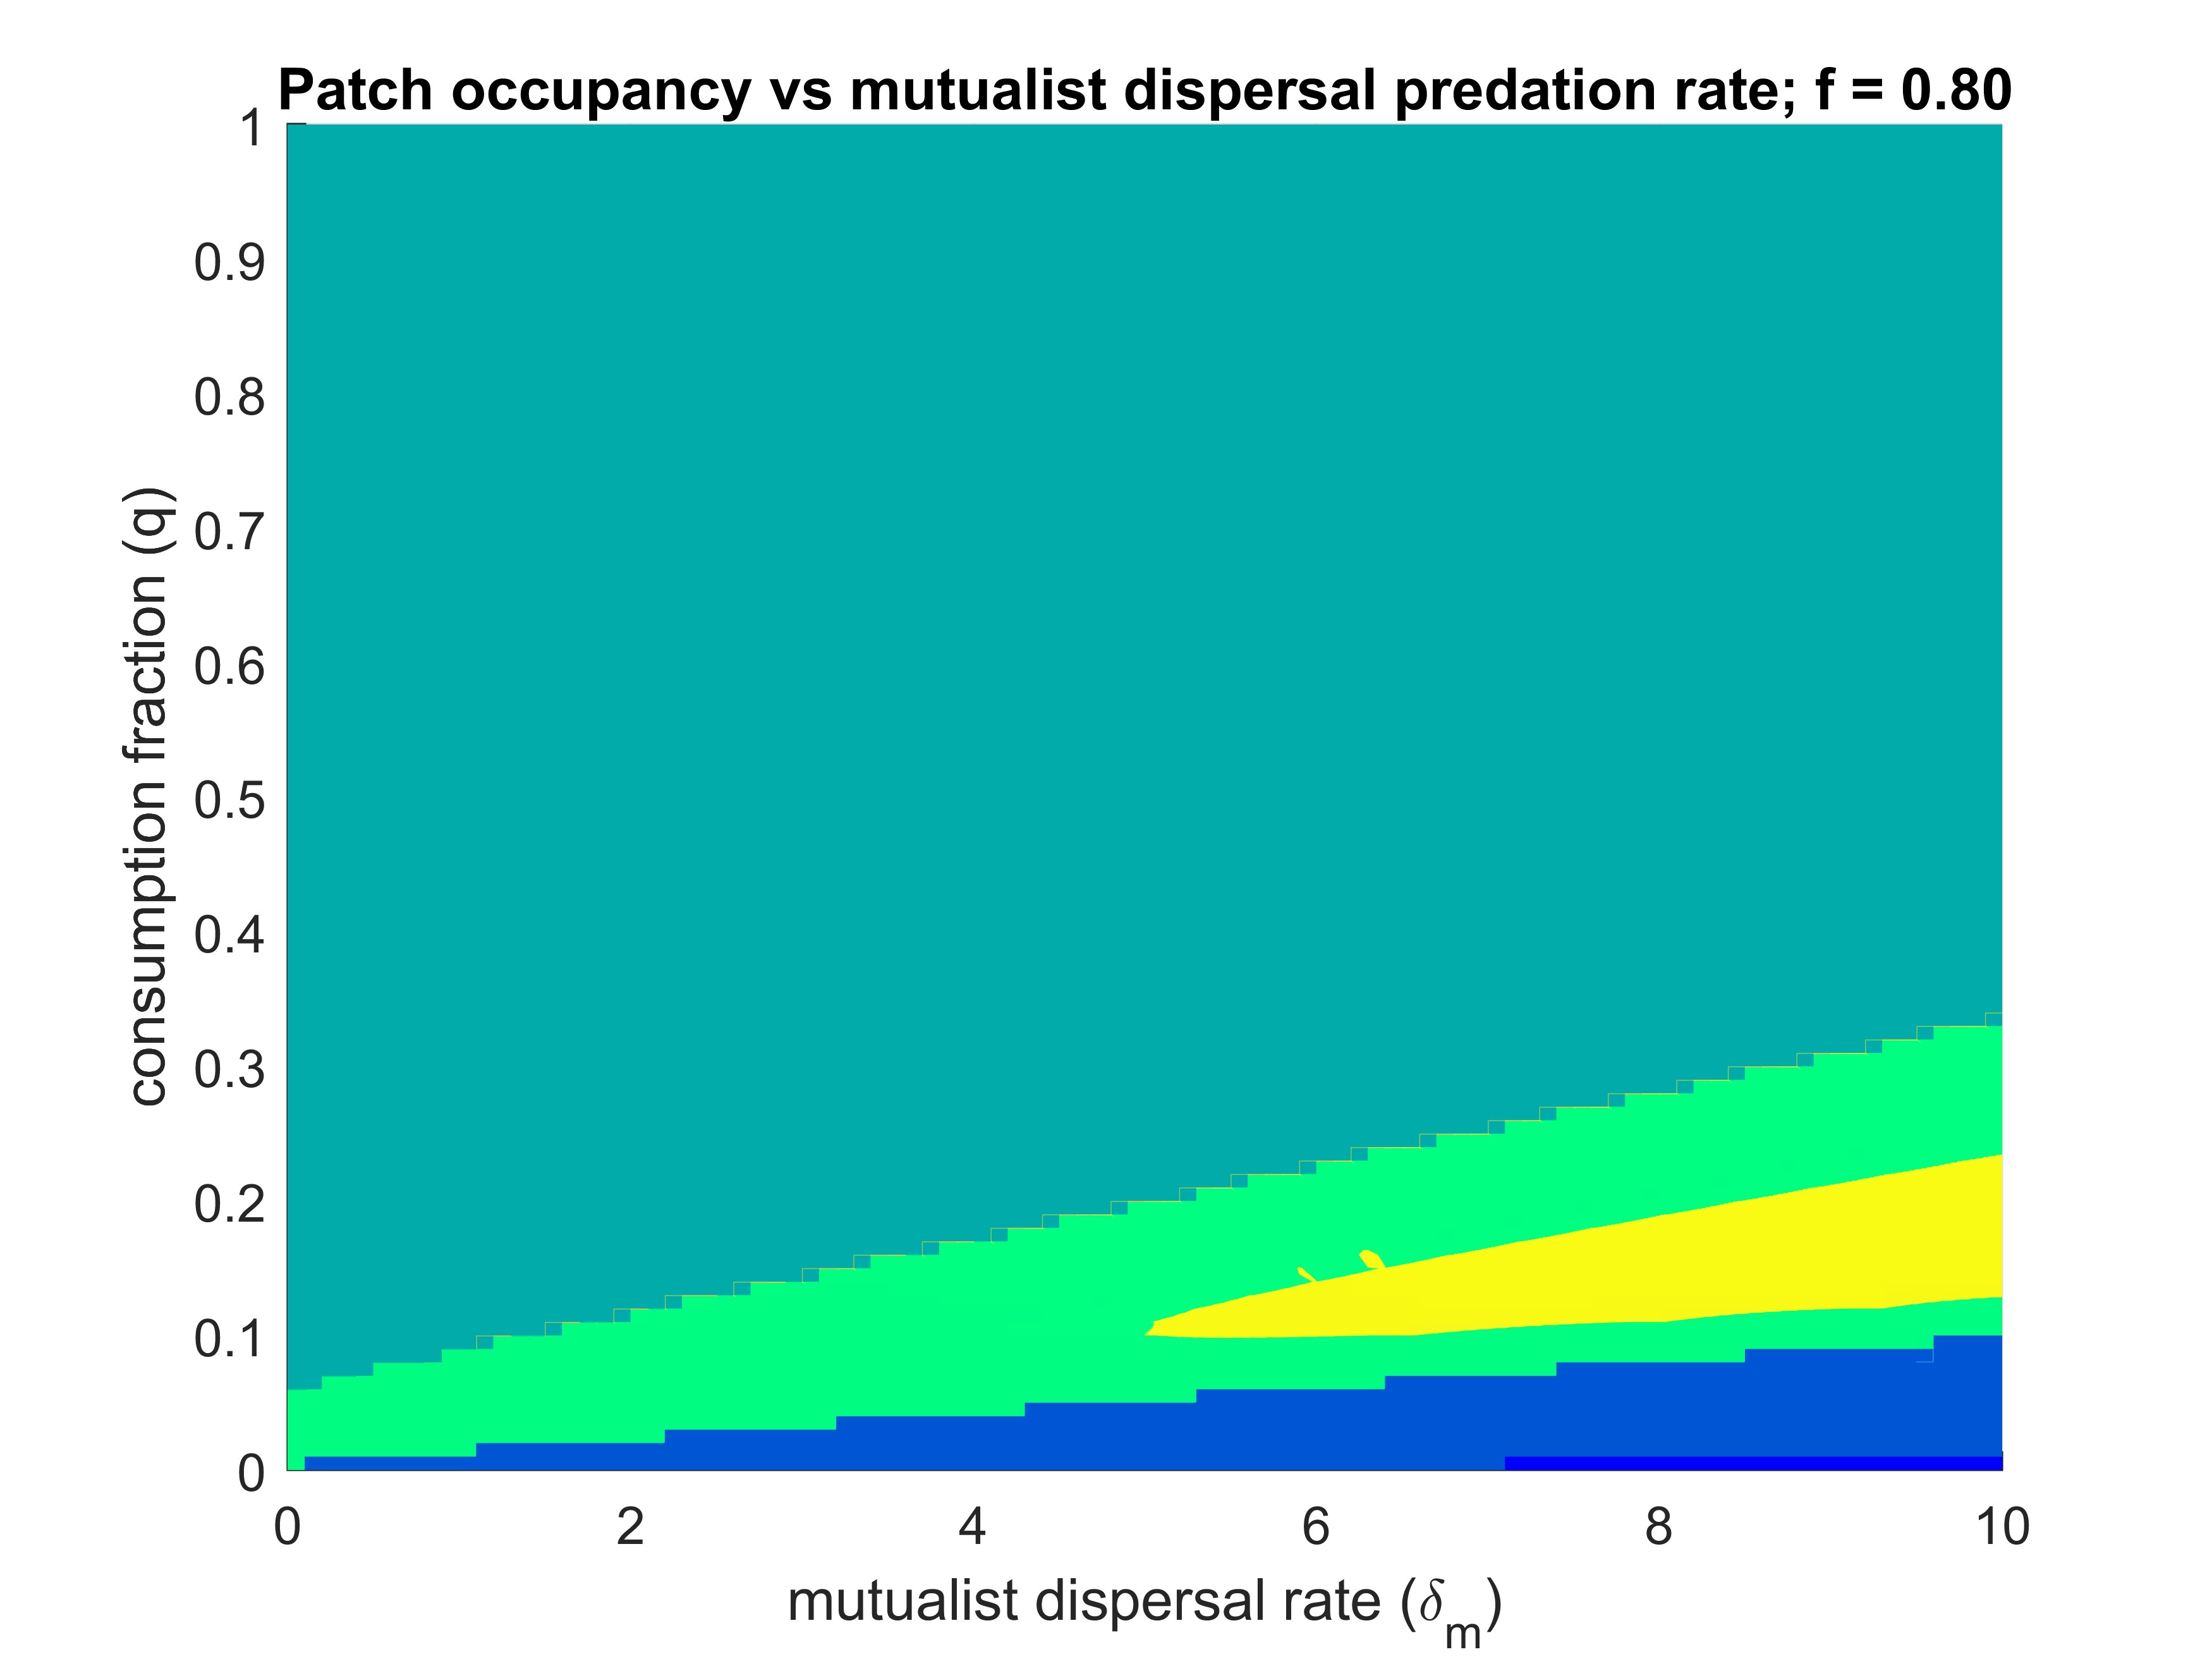 Patch occupancy vs mutualist dispersal predation rate; f = 0.80
1
0.9
0.8
0.7
0.6
0.5
0.4
0.3
0.2
0.1
0
consumption fraction (q)
0 2 4 6 8 10
mutualist dispersal rate (δm)